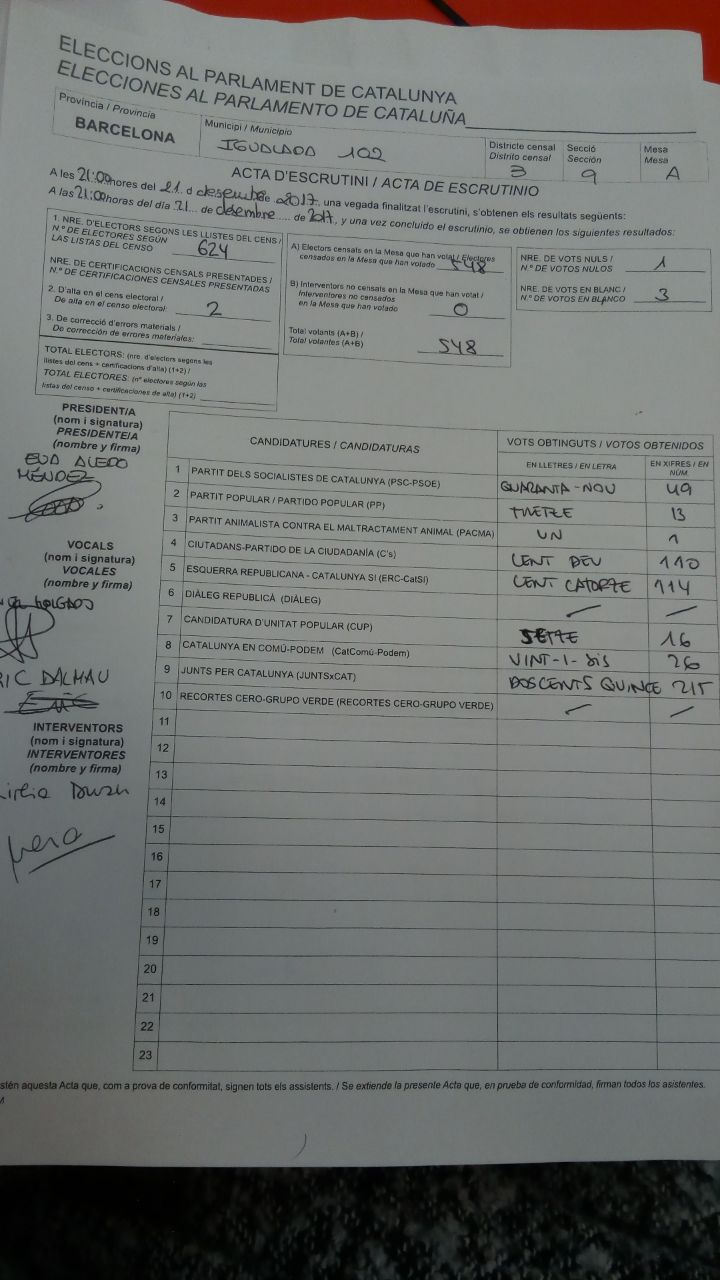 ELECCIONS AL PARLAMENT DE CATALUNYA
ELECCIONES AL PARLAMENTO DE CATALUÑA
Província / Provincia
BARCELONA
Municipi / Municipio
IGUALADA 102
Districte censal
Distrito censal
3
Secció
Sección
9
Mesa
Mesa
A
ACTA D'ESCRUTINI / ACTA DE ESCRUTINIO
A les 21:00 hores del 21 d desembre 2017, una vegada finalitzat l'escrutini, s'obtenen els resultats següents:
A las 21:00 horas del día 21 de desembre de 2017, y una vez concluido el escrutinio, se obtienen los siguientes resultados:
1. NRE. D'ELECTORS SEGONS LES LLISTES DEL CENS /
N.º DE ELECTORES SEGÚN
LAS LISTAS DEL CENSO
624
NRE. DE CERTIFICACIONS CENSALS PRESENTADES /
N.º DE CERTIFICACIONES CENSALES PRESENTADAS
2. D'alta en el cens electoral /
De alta en el censo electoral:
2
3. De correcció d'errors materials /
De corrección de errores materiales:
TOTAL ELECTORS: (nre. d'electors segons les
llistes del cens + certificacions d'alta) (1+2) /
TOTAL ELECTORES: (nº electores según las
listas del censo + certificaciones de alta) (1+2)
A) Electors censats en la Mesa que han votat / Electores
censados en la Mesa que han votado
548
B) Interventors no censats en la Mesa que han votat /
Interventores no censados
en la Mesa que han votado
0
Total votants (A+B) /
Total votantes (A+B)
548
NRE. DE VOTS NULS /
N.º DE VOTOS NULOS
1
NRE. DE VOTS EN BLANC /
N.º DE VOTOS EN BLANCO
3
PRESIDENT/A
(nom i signatura)
PRESIDENTE/A
(nombre y firma)
EVA ALEDO
MÉNDEZ
VOCALS
(nom i signatura)
VOCALES
(nombre y firma)
HOLGADO
RIC DALMAU
INTERVENTORS
(nom i signatura)
INTERVENTORES
(nombre y firma)
CANDIDATURES / CANDIDATURAS
VOTS OBTINGUTS / VOTOS OBTENIDOS
EN LLETRES / EN LETRA
EN XIFRES / EN NÚM.
1 PARTIT DELS SOCIALISTES DE CATALUNYA (PSC-PSOE) QUARANTA-NOU 49
2 PARTIT POPULAR / PARTIDO POPULAR (PP) TRETZE 13
3 PARTIT ANIMALISTA CONTRA EL MALTRACTAMENT ANIMAL (PACMA) UN 1
4 CIUTADANS-PARTIDO DE LA CIUDADANÍA (C's) CENT DEU 110
5 ESQUERRA REPUBLICANA - CATALUNYA SI (ERC-CatSI) CENT CATORZE 114
6 DIÀLEG REPUBLICÀ (DIÀLEG) — —
7 CANDIDATURA D'UNITAT POPULAR (CUP) SETZE 16
8 CATALUNYA EN COMÚ-PODEM (CatComú-Podem) VINT-I-SIS 26
9 JUNTS PER CATALUNYA (JUNTSxCAT) DOSCENTS QUINCE 215
10 RECORTES CERO-GRUPO VERDE (RECORTES CERO-GRUPO VERDE) — —
11
12
13
14
15
16
17
18
19
20
21
22
23
stén aquesta Acta que, com a prova de conformitat, signen tots els assistents. / Se extiende la presente Acta que, en prueba de conformidad, firman todos los asistentes.